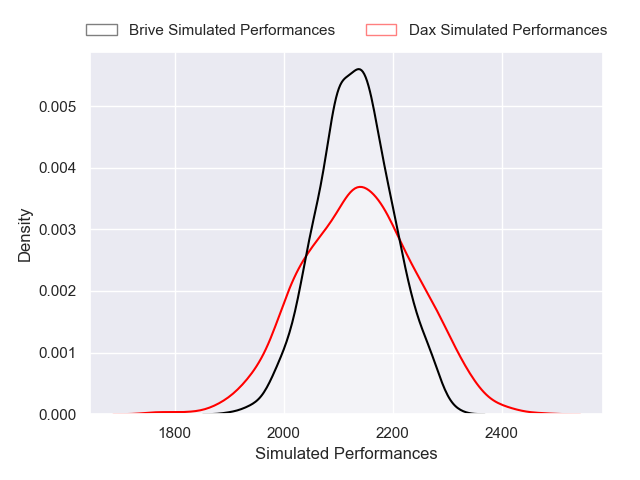 Brive Simulated Performances Dax Simulated Performances
0.005
0.004
0.003
0.002
0.001
0.000
Density
1800 2000 2200 2400
Simulated Performances